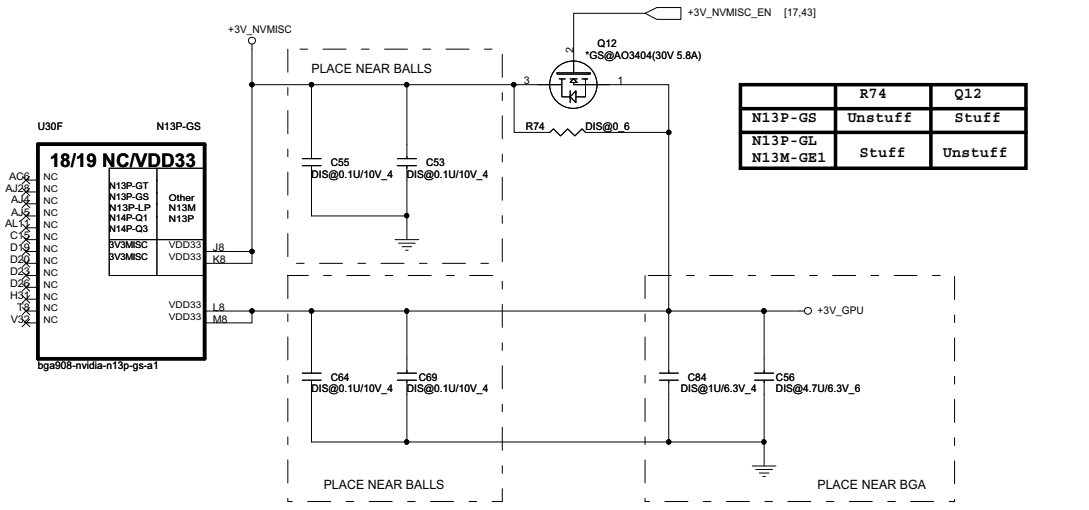 +3V_NVMISC_EN [17,43]
+3V_NVMISC
2
Q12
*GS@AO3404(30V 5.8A)
PLACE NEAR BALLS
3
1
R74
DIS@0_6
R74 Q12
N13P-GS Unstuff Stuff
N13P-GL
N13M-GE1 Stuff Unstuff
U30F N13P-GS
18/19 NC/VDD33
C55
DIS@0.1U/10V_4
C53
DIS@0.1U/10V_4
AC6 NC
AJ28 NC
AJ4 NC
AJ5 NC
AL11 NC
C15 NC
D19 NC
D20 NC
D23 NC
D26 NC
H31 NC
T8 NC
V32 NC
N13P-GT
N13P-GS
N13P-LP
N14P-Q1
N14P-Q3
Other
N13M
N13P
3V3MISC VDD33 J8
3V3MISC VDD33 K8
VDD33 L8
VDD33 M8
bga908-nvidia-n13p-gs-a1
+3V_GPU
C64
DIS@0.1U/10V_4
C69
DIS@0.1U/10V_4
C84
DIS@1U/6.3V_4
C56
DIS@4.7U/6.3V_6
PLACE NEAR BALLS
PLACE NEAR BGA